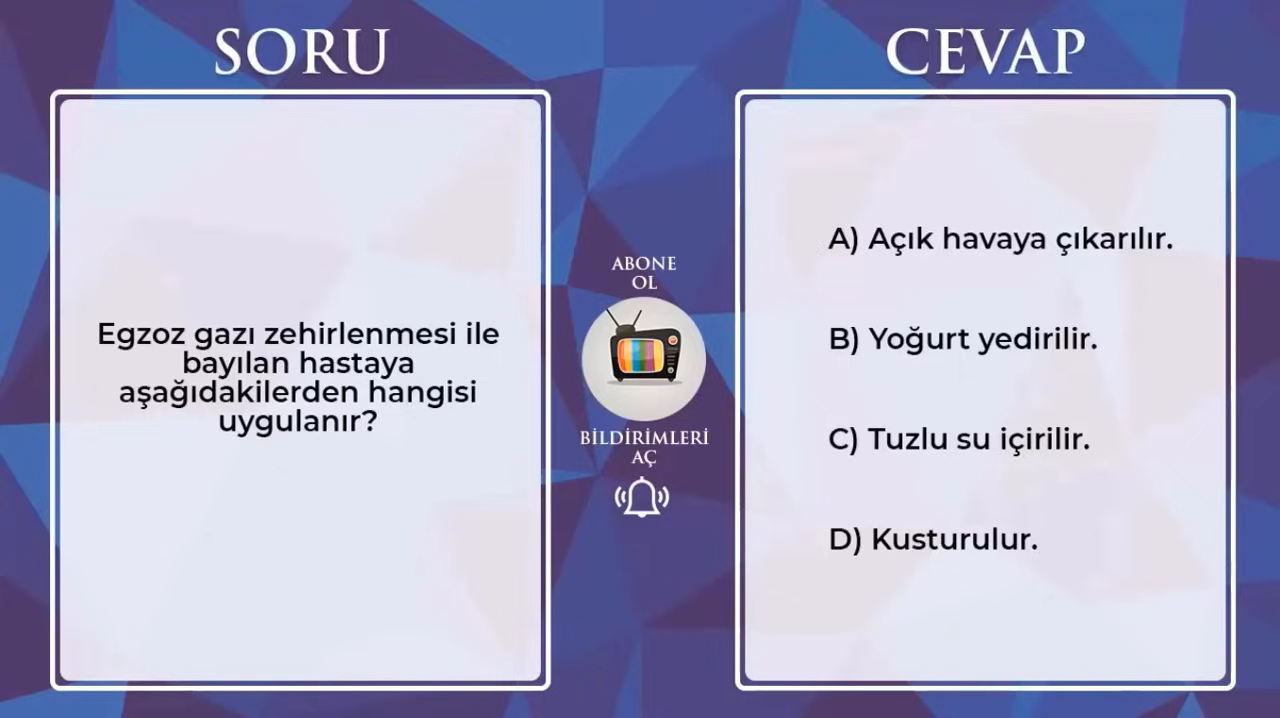 SORU
Egzoz gazı zehirlenmesi ile
bayılan hastaya
aşağıdakilerden hangisi
uygulanır?
ABONE
OL
BİLDİRİMLERİ
AÇ
CEVAP
A) Açık havaya çıkarılır.
B) Yoğurt yedirilir.
C) Tuzlu su içirilir.
D) Kusturulur.